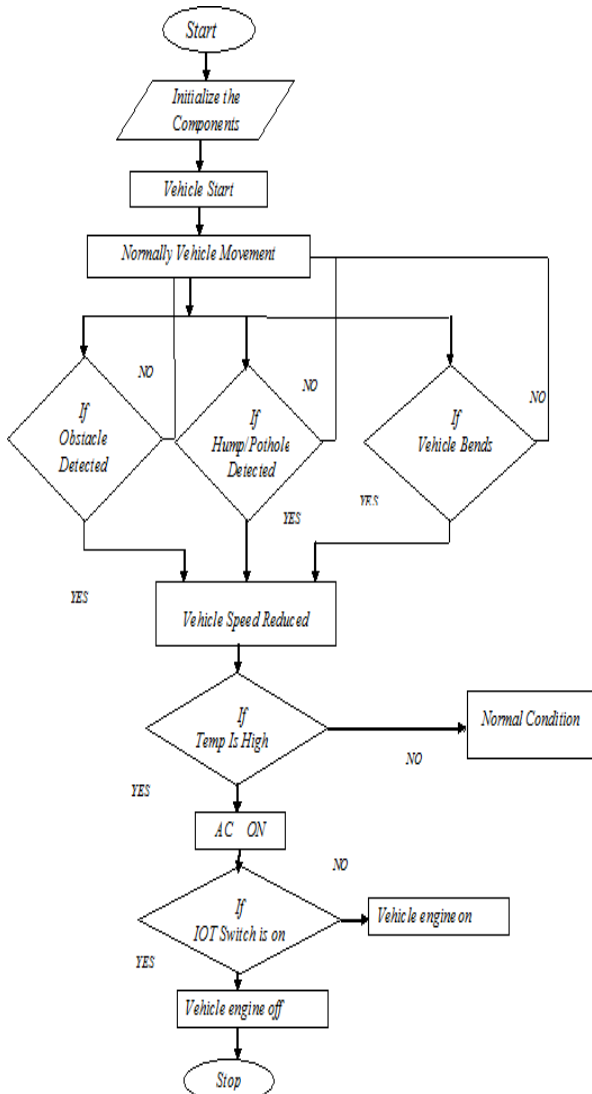 Start
Initialize the
Components
Vehicle Start
Normally Vehicle Movement
NO
NO
NO
If
Obstacle
Detected
If
Hump/Pothole
Detected
If
Vehicle Bends
YES
YES
YES
Vehicle Speed Reduced
If
Temp Is High
Normal Condition
NO
YES
AC ON
NO
If
IOT Switch is on
Vehicle engine on
YES
Vehicle engine off
Stop